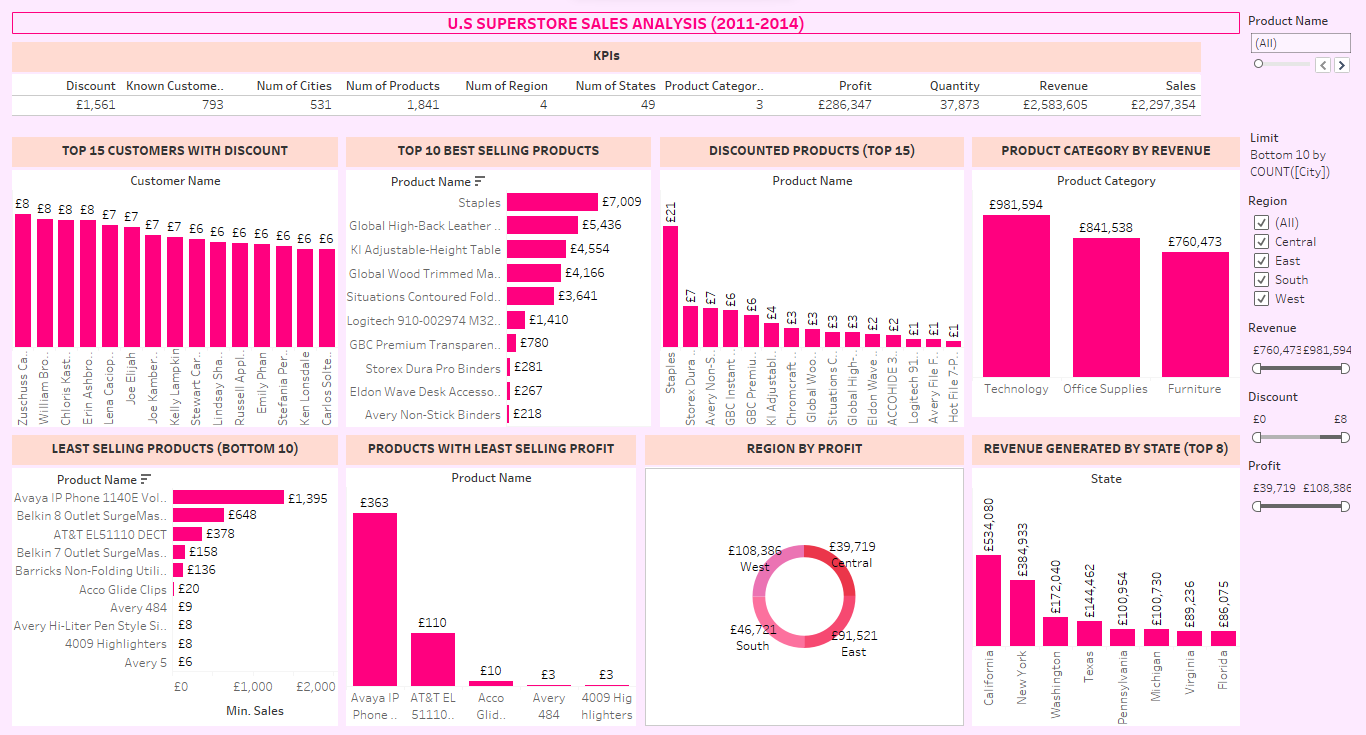 U.S SUPERSTORE SALES ANALYSIS (2011-2014)
KPIs
Discount Known Custome.. Num of Cities Num of Products Num of Region Num of States Product Categor.. Profit Quantity Revenue Sales
£1,561 793 531 1,841 4 49 3 £286,347 37,873 £2,583,605 £2,297,354
TOP 15 CUSTOMERS WITH DISCOUNT
Customer Name
£8 £8 £8 £8 £7 £7 £7 £7 £6 £6 £6 £6 £6 £6 £6
Zuschuss Ca..
William Bro..
Chloris Kast..
Erin Ashbro..
Lena Caciop..
Joe Elijah
Joe Kamber..
Kelly Lampkin
Stewart Car..
Lindsay Sha..
Russell Appl..
Emily Phan
Stefania Per..
Ken Lonsdale
Carlos Solte..
TOP 10 BEST SELLING PRODUCTS
Product Name
Staples £7,009
Global High-Back Leather .. £5,436
KI Adjustable-Height Table £4,554
Global Wood Trimmed Ma.. £4,166
Situations Contoured Fold.. £3,641
Logitech 910-002974 M32.. £1,410
GBC Premium Transparen.. £780
Storex Dura Pro Binders £281
Eldon Wave Desk Accesso.. £267
Avery Non-Stick Binders £218
DISCOUNTED PRODUCTS (TOP 15)
Product Name
£21 £7 £7 £6 £6 £4 £3 £3 £3 £3 £2 £2 £1 £1 £1
Staples
Storex Dura ..
Avery Non-S..
GBC Instant ..
GBC Premiu..
KI Adjustabl..
Chromcraft ..
Global Woo..
Situations C..
Global High-..
Eldon Wave ..
ACCOHIDE 3..
Logitech 91..
Avery File F..
Hot File 7-P..
PRODUCT CATEGORY BY REVENUE
Product Category
£981,594 £841,538 £760,473
Technology Office Supplies Furniture
LEAST SELLING PRODUCTS (BOTTOM 10)
Product Name
Avaya IP Phone 1140E Vol.. £1,395
Belkin 8 Outlet SurgeMas.. £648
AT&T EL51110 DECT £378
Belkin 7 Outlet SurgeMas.. £158
Barricks Non-Folding Utili.. £136
Acco Glide Clips £20
Avery 484 £9
Avery Hi-Liter Pen Style Si.. £8
4009 Highlighters £8
Avery 5 £6
£0 £1,000 £2,000
Min. Sales
PRODUCTS WITH LEAST SELLING PROFIT
Product Name
£363 £110 £10 £3 £3
Avaya IP AT&T EL Acco Avery 4009 Hig
Phone .. 51110.. Glid.. 484 hlighters
REGION BY PROFIT
£108,386 £39,719
West Central
£46,721 £91,521
South East
REVENUE GENERATED BY STATE (TOP 8)
State
£534,080 £384,933 £172,040 £144,462 £100,954 £100,730 £89,236 £86,075
California
New York
Washington
Texas
Pennsylvania
Michigan
Virginia
Florida
Product Name
(All)
Limit
Bottom 10 by
COUNT([City])
Region
(All)
Central
East
South
West
Revenue
£760,473 £981,594
Discount
£0 £8
Profit
£39,719 £108,386